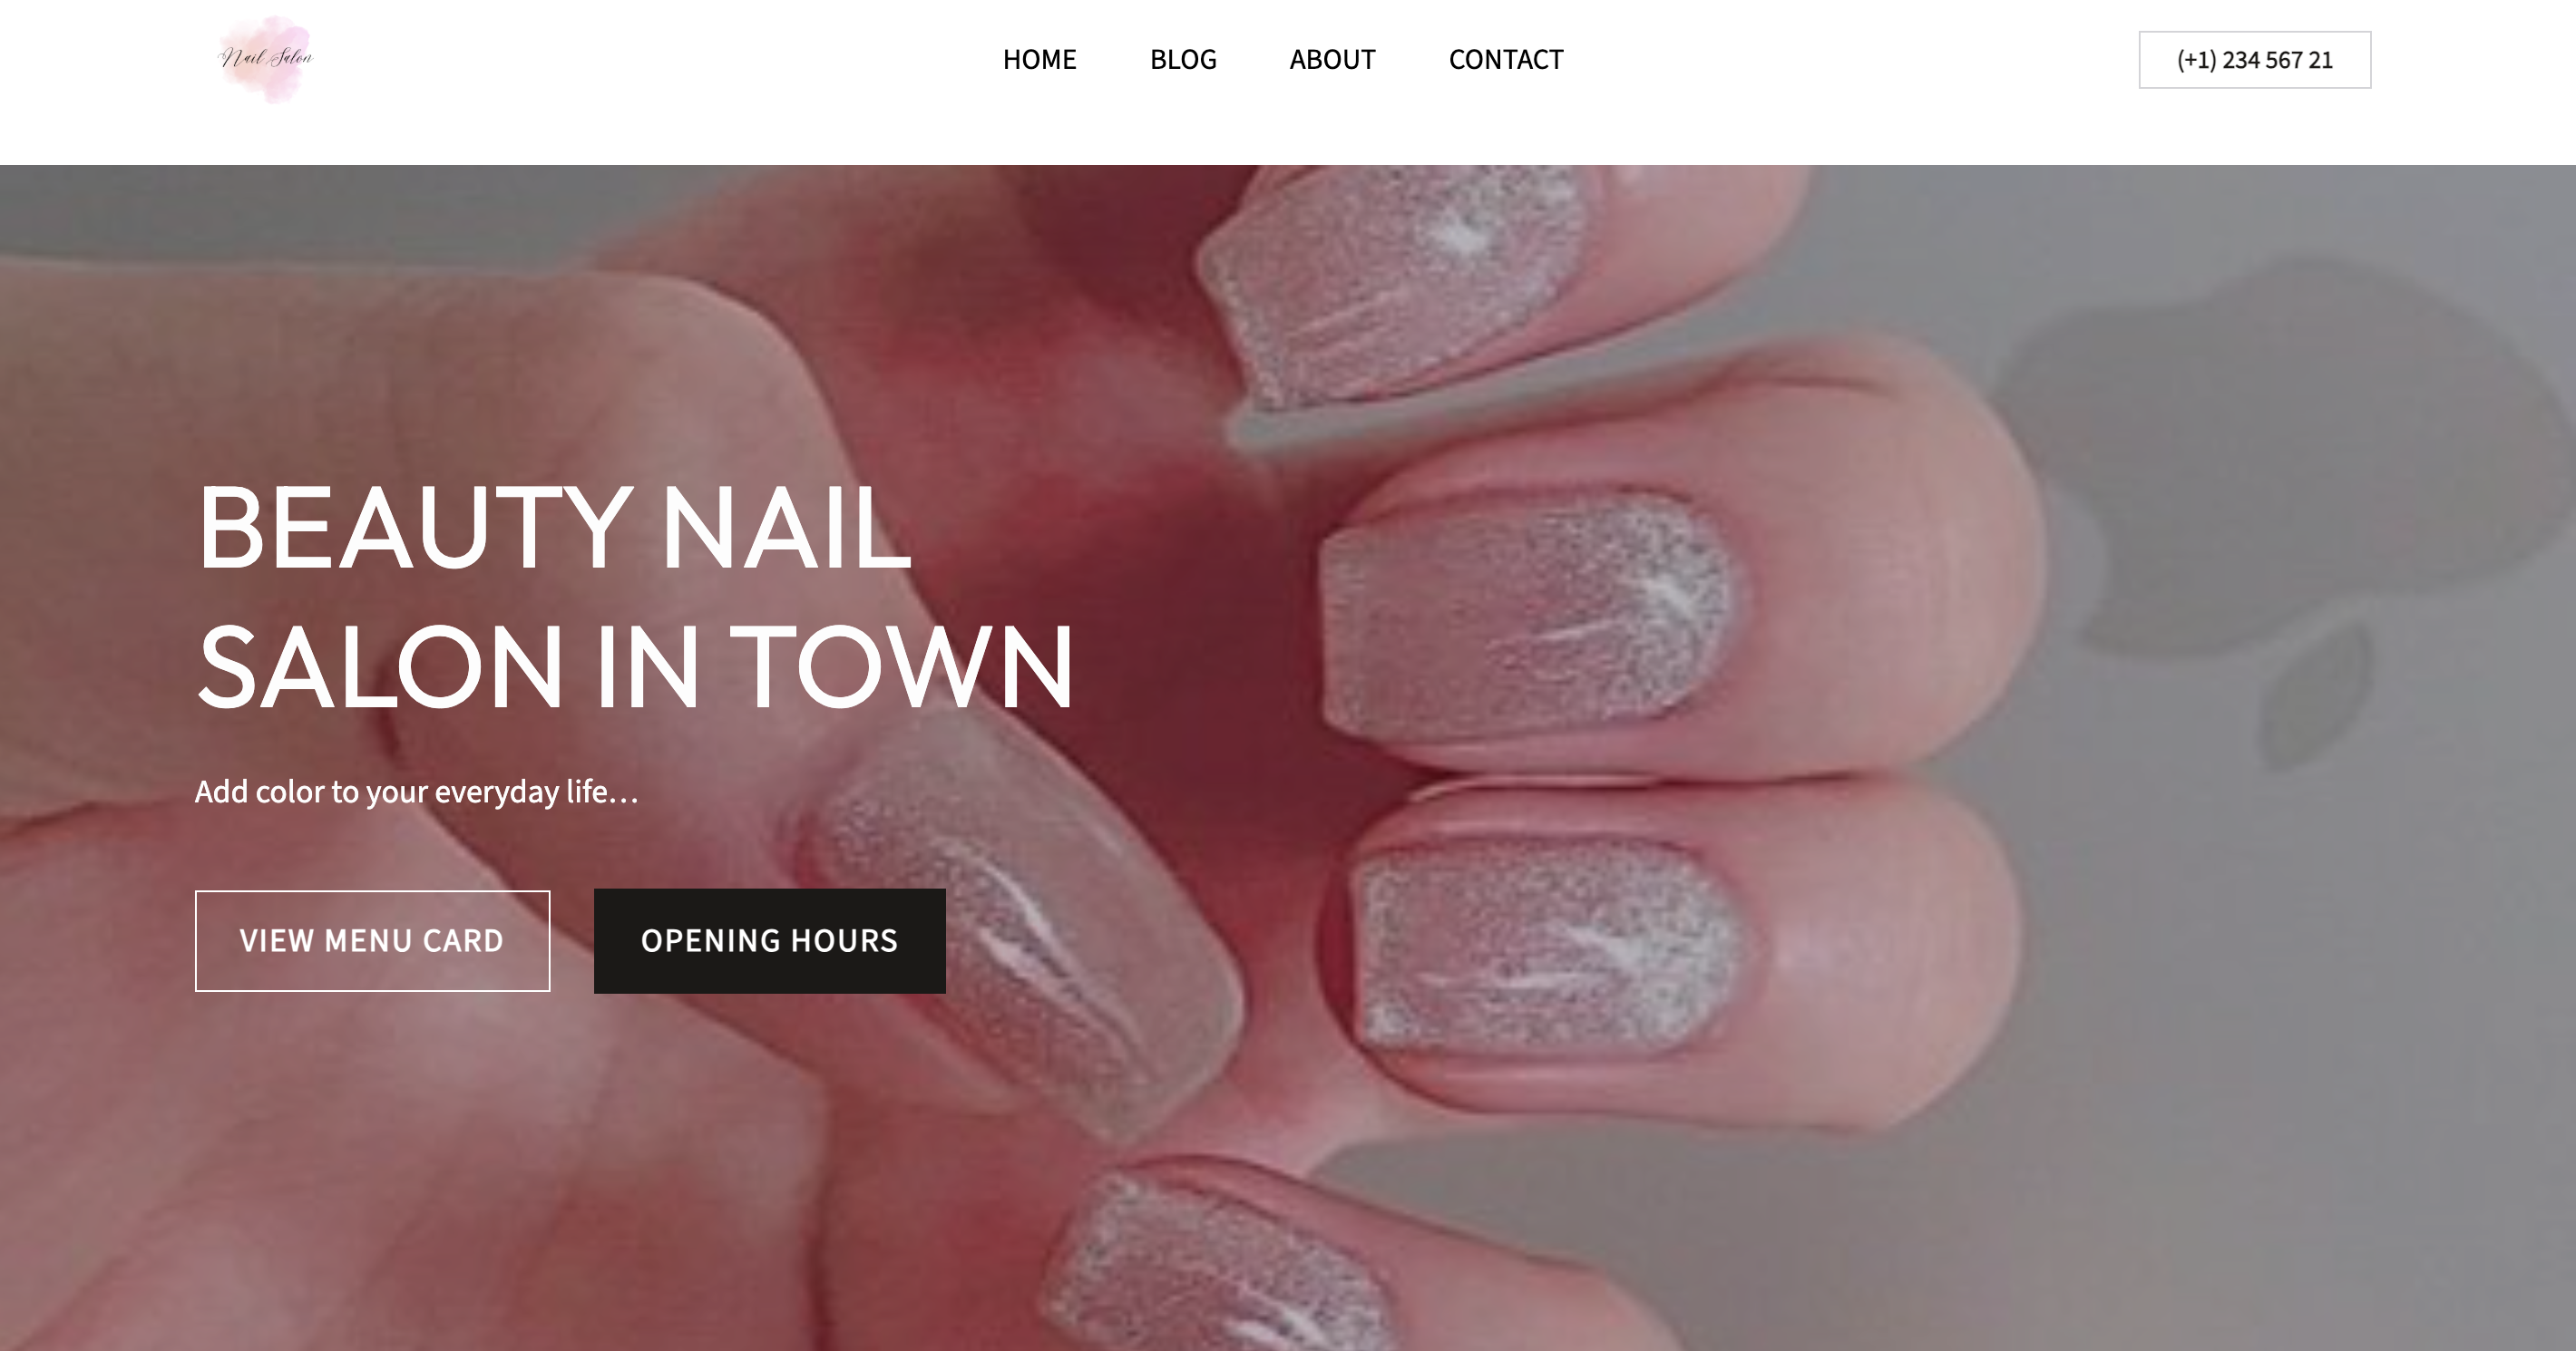 Nail Salon
HOME BLOG ABOUT CONTACT
(+1) 234 567 21
BEAUTY NAIL
SALON IN TOWN
Add color to your everyday life...
VIEW MENU CARD
OPENING HOURS